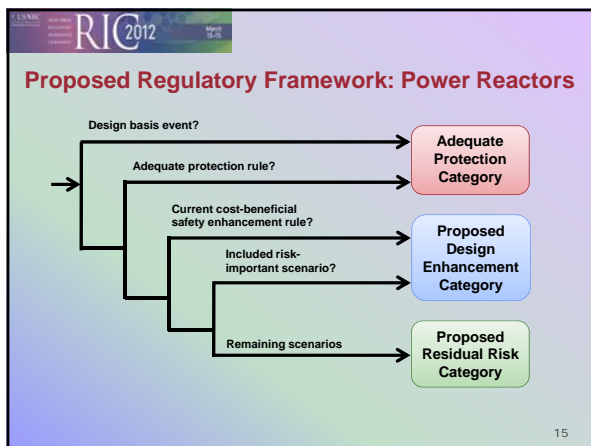 USNRC
RIC 2012
March
13-15
Proposed Regulatory Framework: Power Reactors
Design basis event?
Adequate protection rule?
Current cost-beneficial
safety enhancement rule?
Included risk-
important scenario?
Remaining scenarios
Adequate
Protection
Category
Proposed
Design
Enhancement
Category
Proposed
Residual Risk
Category
15